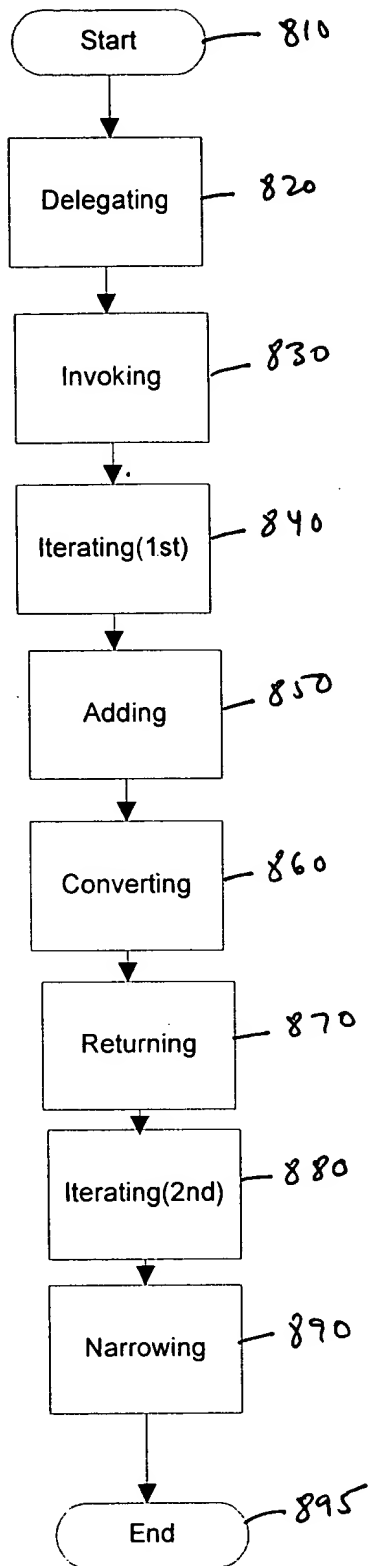 Start 810
Delegating 820
Invoking 830
Iterating(1st) 840
Adding 850
Converting 860
Returning 870
Iterating(2nd) 880
Narrowing 890
End 895